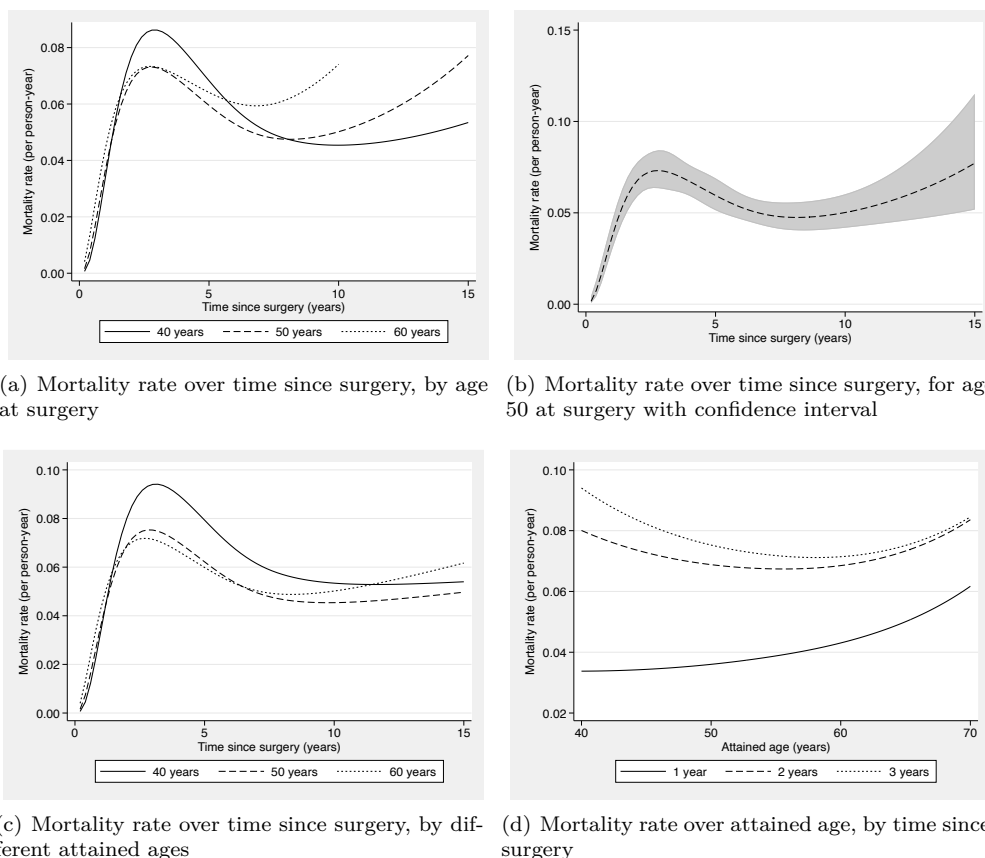 0.08
0.06
0.04
0.02
0.00
Mortality rate (per person-year)
0 5 10 15
Time since surgery (years)
40 years 50 years 60 years
(a) Mortality rate over time since surgery, by age
at surgery
0.15
0.10
0.05
0.00
Mortality rate (per person-year)
0 5 10 15
Time since surgery (years)
(b) Mortality rate over time since surgery, for ag
50 at surgery with confidence interval
0.10
0.08
0.06
0.04
0.02
0.00
Mortality rate (per person-year)
0 5 10 15
Time since surgery (years)
40 years 50 years 60 years
(c) Mortality rate over time since surgery, by dif-
ferent attained ages
0.10
0.08
0.06
0.04
0.02
Mortality rate (per person-year)
40 50 60 70
Attained age (years)
1 year 2 years 3 years
(d) Mortality rate over attained age, by time since
surgery